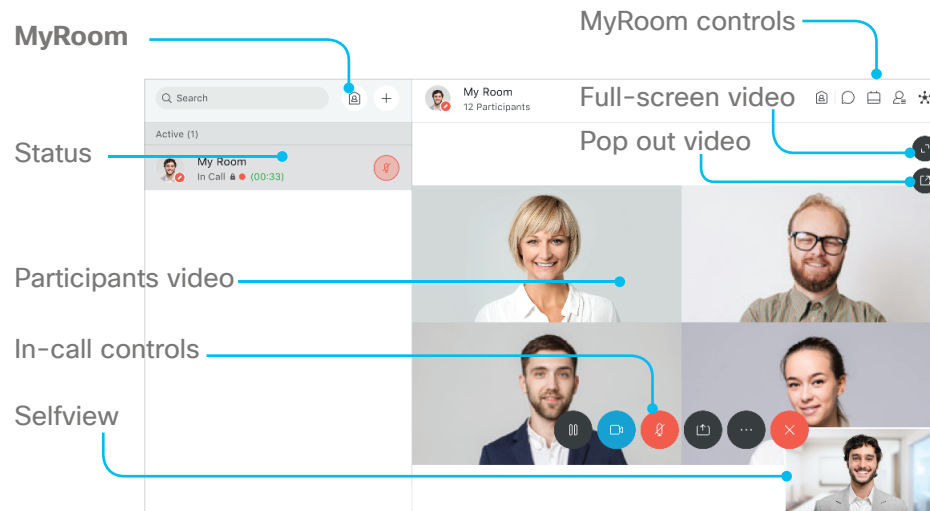 MyRoom controls
MyRoom
Search
My Room
12 Participants
Full-screen video
Active (1)
Pop out video
Status
My Room
In Call (00:33)
Participants video
In-call controls
Selfview